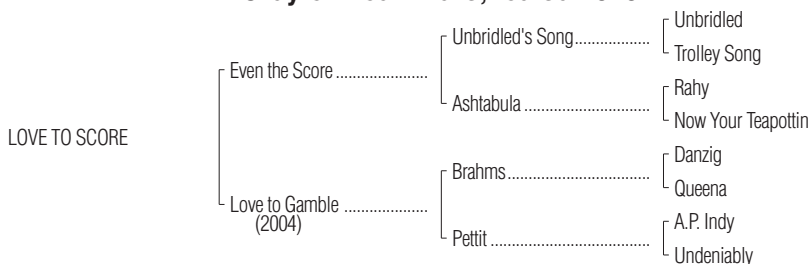 Unbridled
Unbridled's Song
Trolley Song
Even the Score
Rahy
Ashtabula
Now Your Teapottin
LOVE TO SCORE
Danzig
Brahms
Queena
Love to Gamble
(2004)
A.P. Indy
Pettit
Undeniably